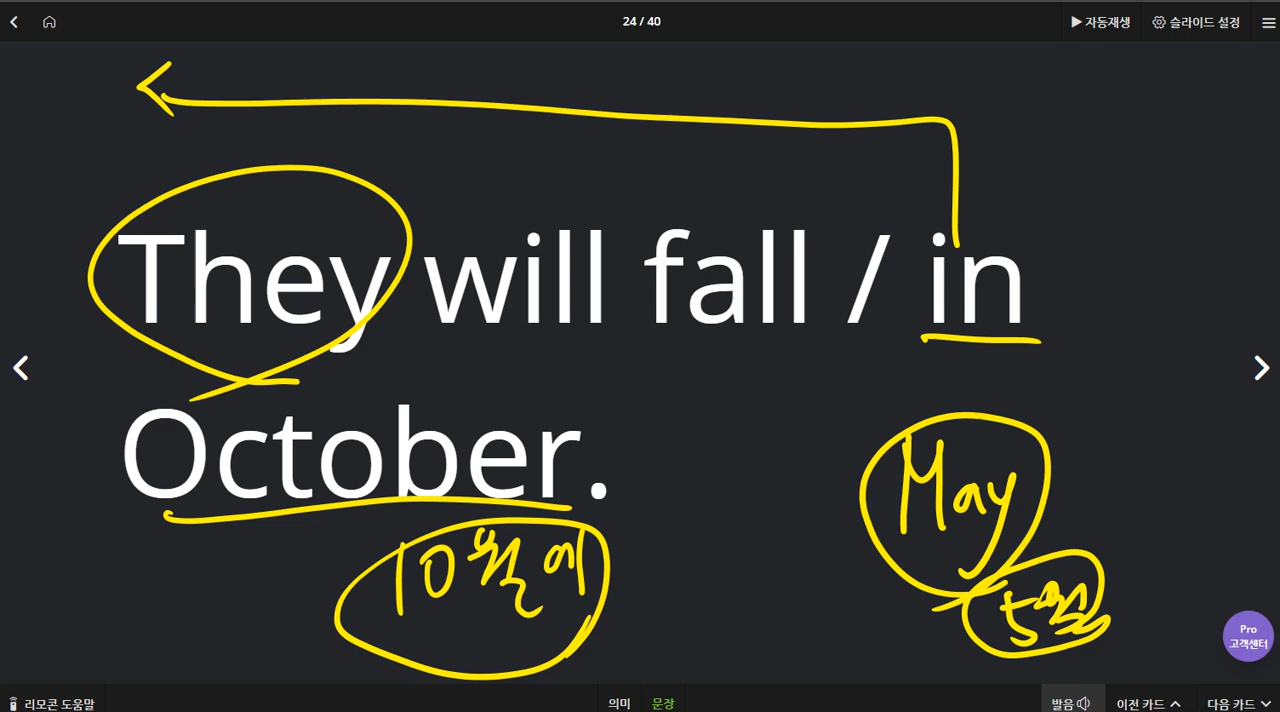 24 / 40
▶ 자동재생
슬라이드 설정
They will fall / in
October.
May
10월에
5월
Pro
고객센터
리모콘 도움말
의미
문장
발음
이전 카드
다음 카드